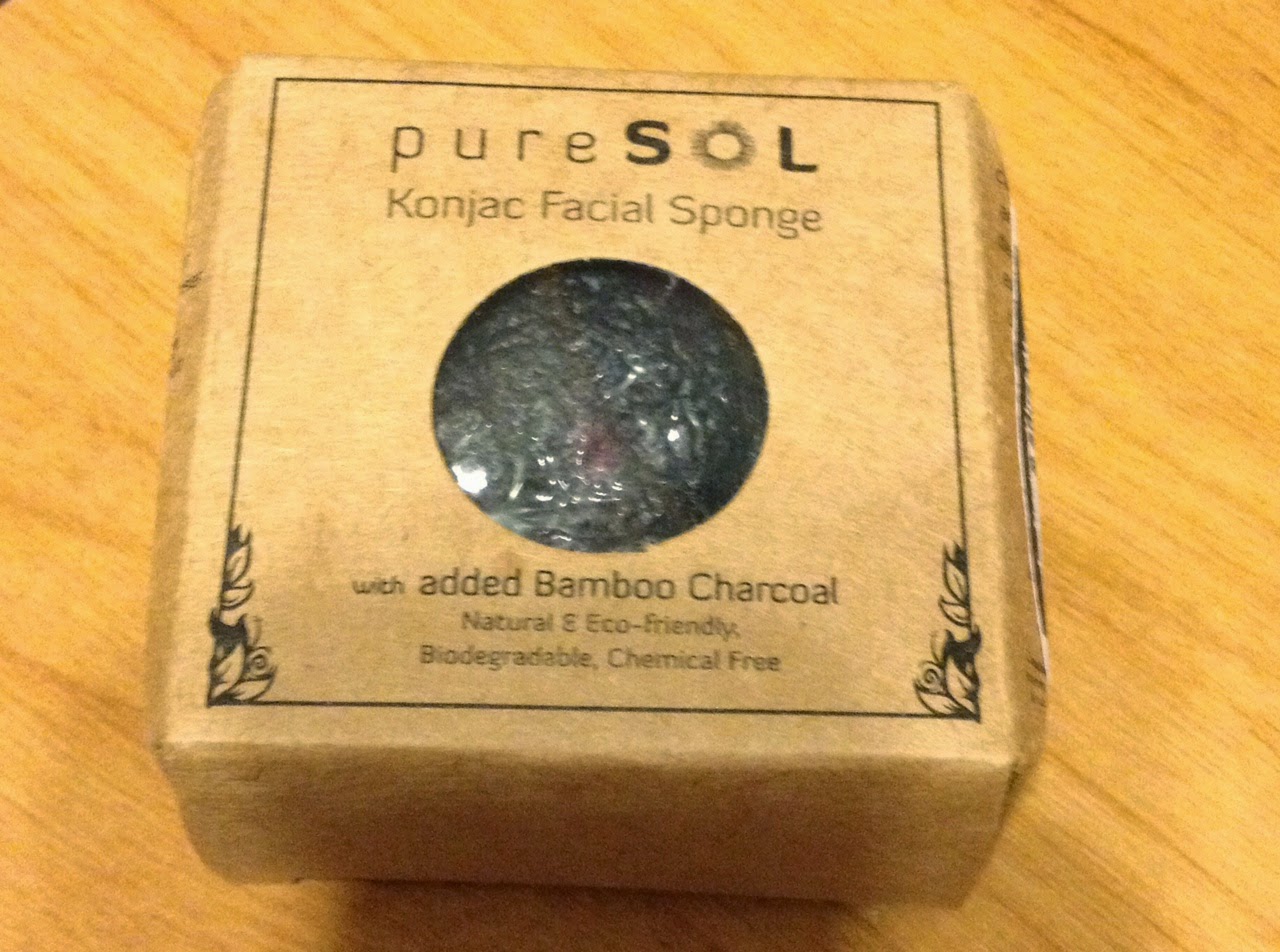 pureSOL
Konjac Facial Sponge
with added Bamboo Charcoal
Natural & Eco-friendly,
Biodegradable, Chemical Free